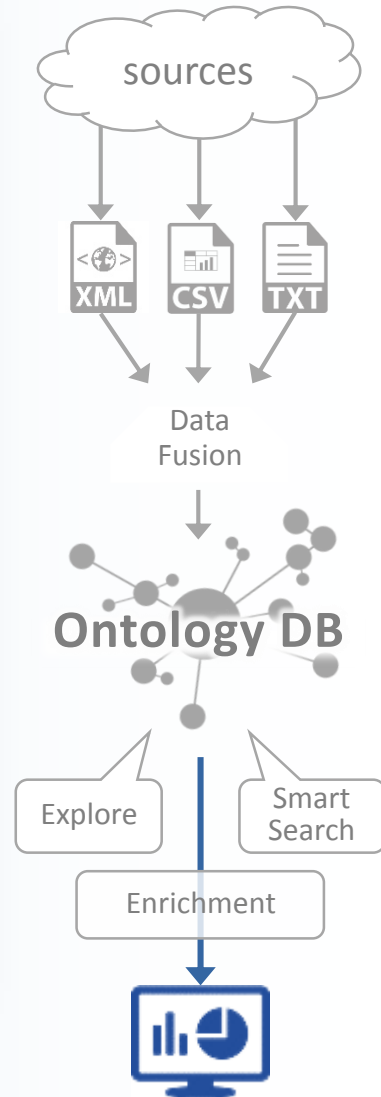 sources
XML
CSV
TXT
Data
Fusion
Ontology DB
Explore
Smart
Search
Enrichment